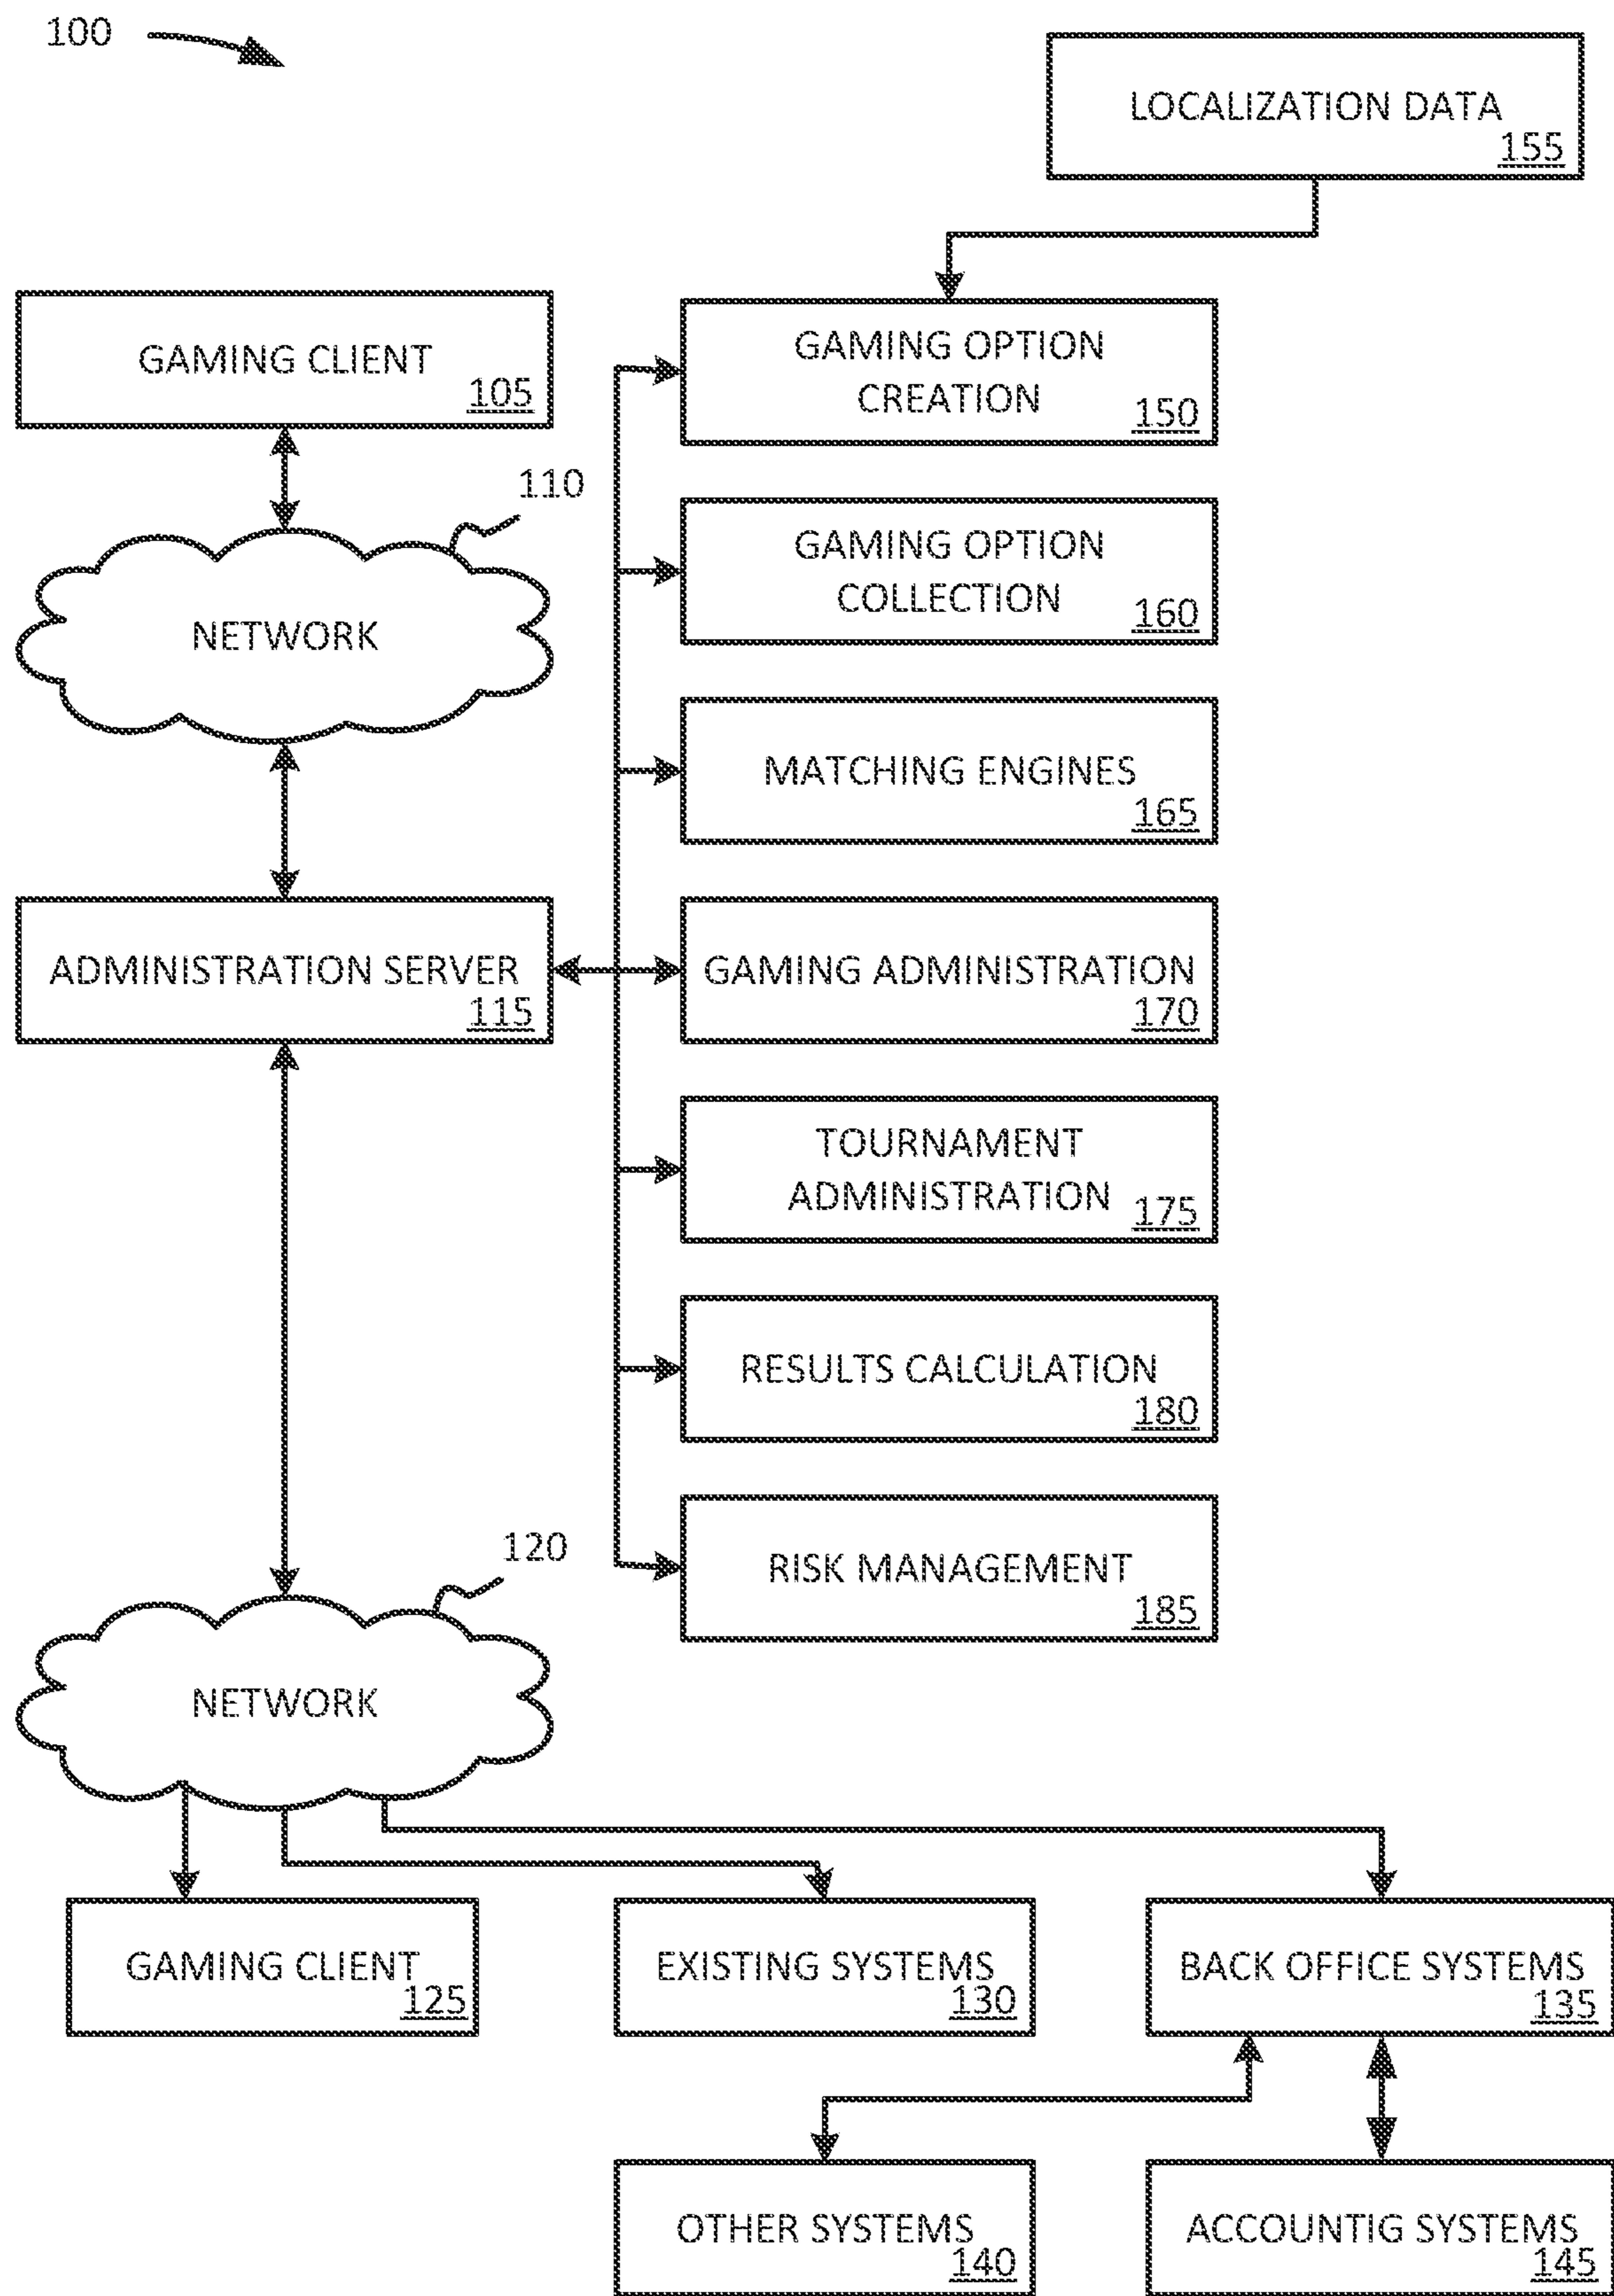 100
LOCALIZATION DATA
155
GAMING CLIENT
105
GAMING OPTION
CREATION
150
110
NETWORK
GAMING OPTION
COLLECTION
160
MATCHING ENGINES
165
ADMINISTRATION SERVER
115
GAMING ADMINISTRATION
170
TOURNAMENT
ADMINISTRATION
175
RESULTS CALCULATION
180
RISK MANAGEMENT
185
120
NETWORK
GAMING CLIENT
125
EXISTING SYSTEMS
130
BACK OFFICE SYSTEMS
135
OTHER SYSTEMS
140
ACCOUNTIG SYSTEMS
145